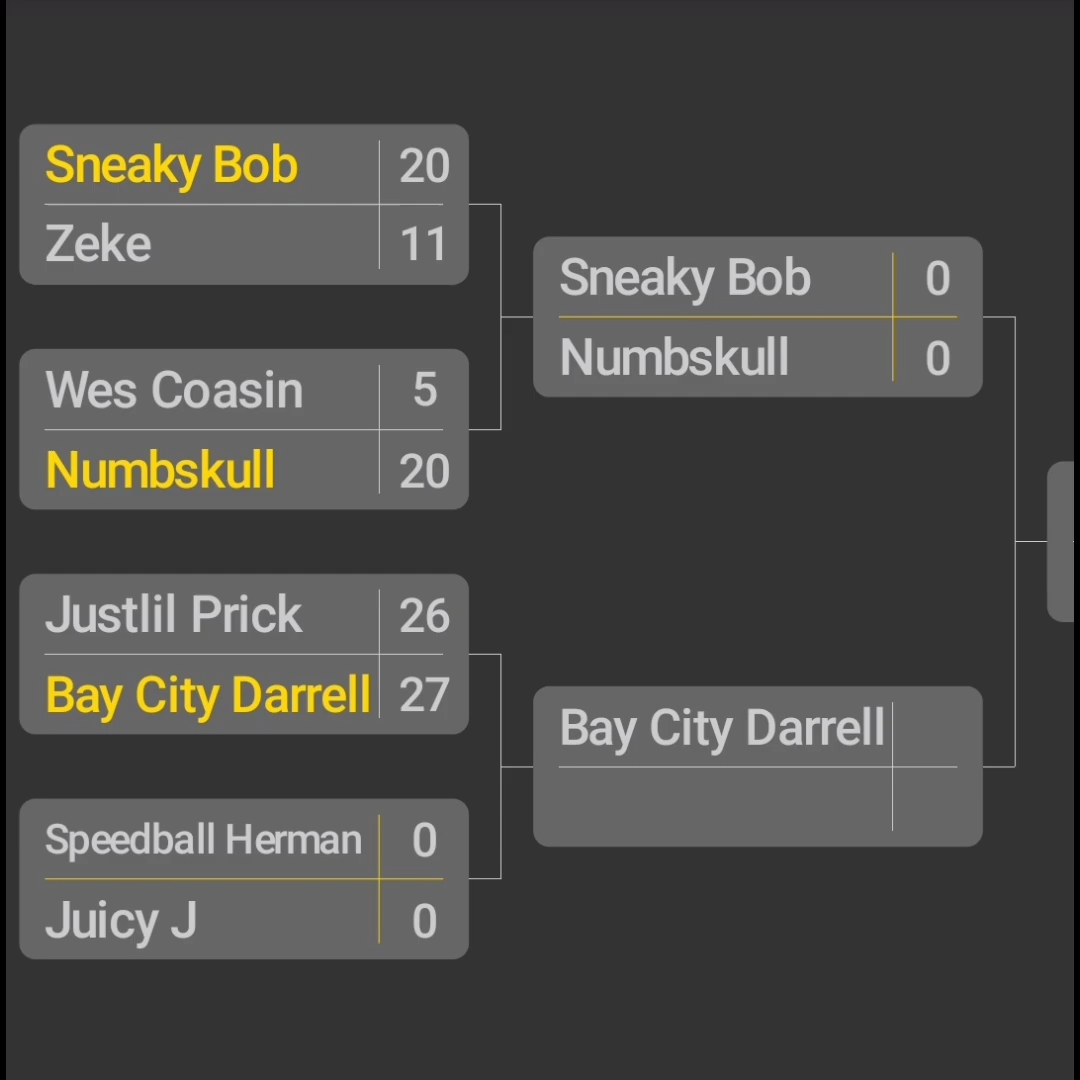 Sneaky Bob 20
Zeke 11
Wes Coasin 5
Numbskull 20
Justlil Prick 26
Bay City Darrell 27
Speedball Herman 0
Juicy J 0
Sneaky Bob 0
Numbskull 0
Bay City Darrell